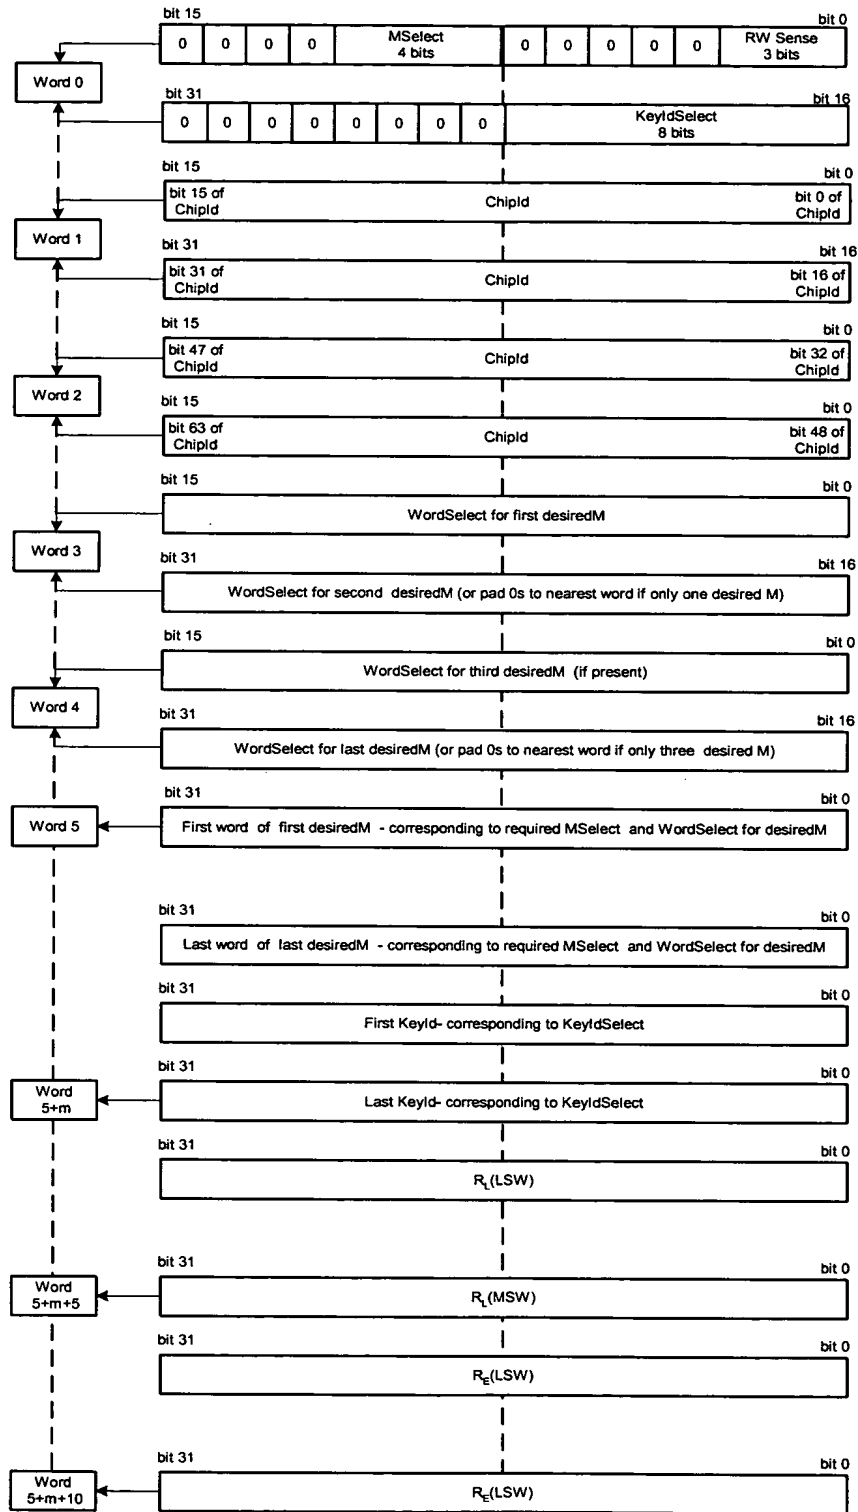 bit 15 bit 0
0 0 0 0 MSelect 4 bits 0 0 0 0 0 RW Sense 3 bits
Word 0
bit 31 bit 16
0 0 0 0 0 0 0 0 KeyIdSelect 8 bits
bit 15 bit 0
bit 15 of ChipId ChipId bit 0 of ChipId
Word 1
bit 31 bit 16
bit 31 of ChipId ChipId bit 16 of ChipId
bit 15 bit 0
bit 47 of ChipId ChipId bit 32 of ChipId
Word 2
bit 15 bit 0
bit 63 of ChipId ChipId bit 48 of ChipId
bit 15 bit 0
WordSelect for first desiredM
Word 3
bit 31 bit 16
WordSelect for second desiredM (or pad 0s to nearest word if only one desired M)
bit 15 bit 0
WordSelect for third desiredM (if present)
Word 4
bit 31 bit 16
WordSelect for last desiredM (or pad 0s to nearest word if only three desired M)
bit 31 bit 0
Word 5 First word of first desiredM - corresponding to required MSelect and WordSelect for desiredM
bit 31 bit 0
Last word of last desiredM - corresponding to required MSelect and WordSelect for desiredM
bit 31 bit 0
First KeyId- corresponding to KeyIdSelect
bit 31 bit 0
Word 5+m Last KeyId- corresponding to KeyIdSelect
bit 31 bit 0
R_L(LSW)
bit 31 bit 0
Word 5+m+5 R_L(MSW)
bit 31 bit 0
R_E(LSW)
bit 31 bit 0
Word 5+m+10 R_E(LSW)